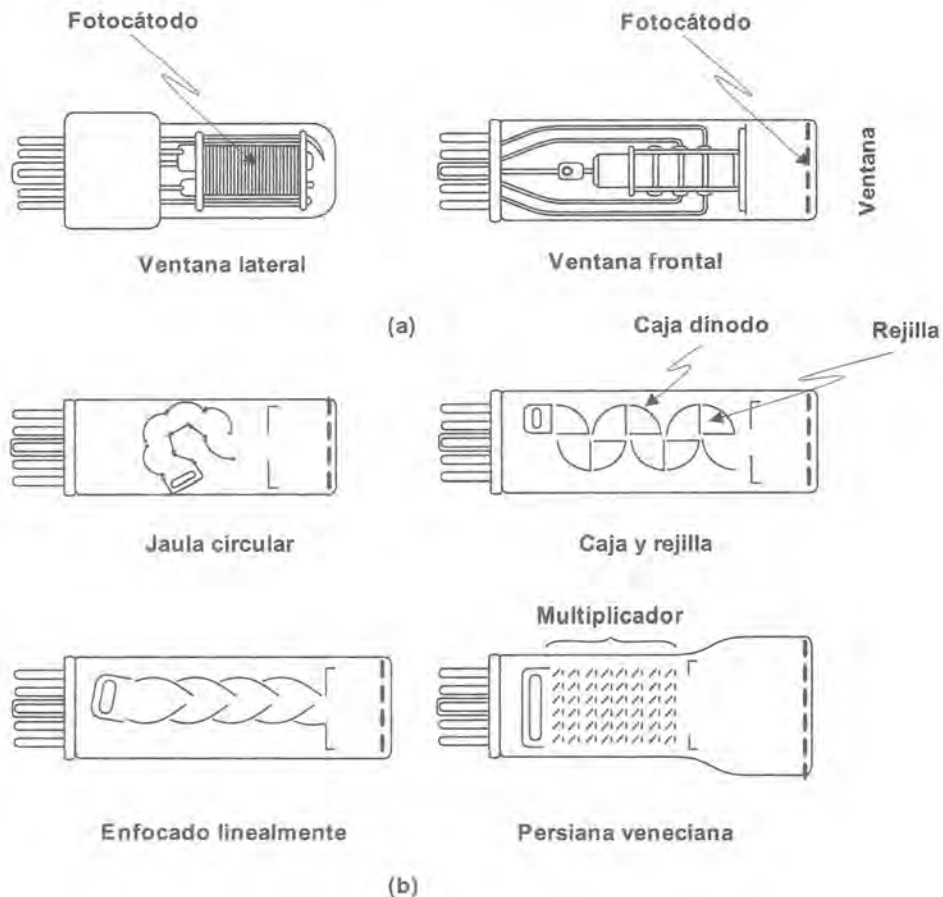 Fotocátodo
Fotocátodo
Ventana
Ventana lateral
Ventana frontal
(a)
Caja dínodo
Rejilla
Jaula circular
Caja y rejilla
Multiplicador
Enfocado linealmente
Persiana veneciana
(b)